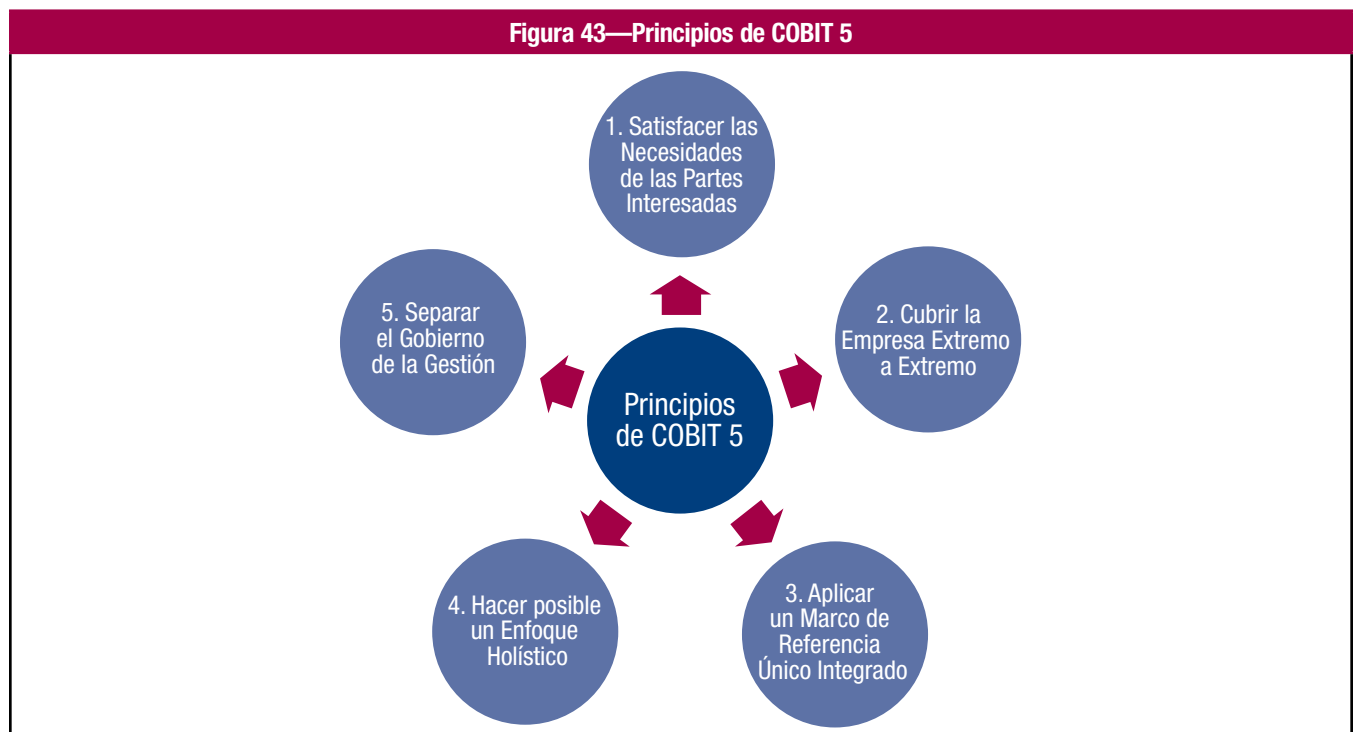 Figura 43—Principios de COBIT 5
1. Satisfacer las
Necesidades
de las Partes
Interesadas
2. Cubrir la
Empresa Extremo
a Extremo
3. Aplicar
un Marco de
Referencia
Único Integrado
4. Hacer posible
un Enfoque
Holístico
5. Separar
el Gobierno
de la Gestión
Principios
de COBIT 5